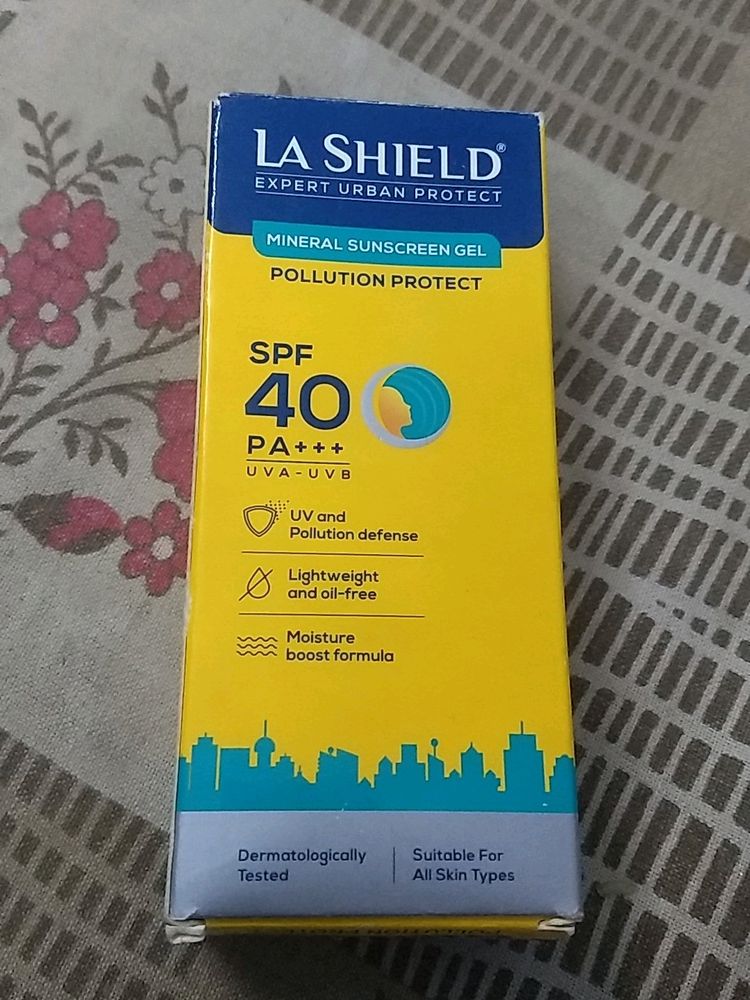 LA SHIELD®
EXPERT URBAN PROTECT
MINERAL SUNSCREEN GEL
POLLUTION PROTECT
SPF
40
PA+++
UVA-UVB
UV and
Pollution defense
Lightweight
and oil-free
Moisture
boost formula
Dermatologically
Tested
Suitable For
All Skin Types